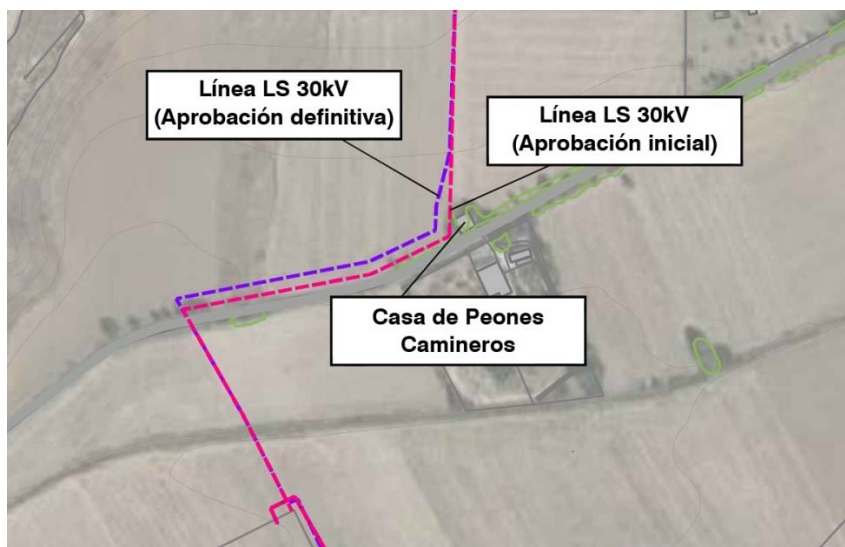 Línea LS 30kV
(Aprobación definitiva)
Línea LS 30kV
(Aprobación inicial)
Casa de Peones
Camineros